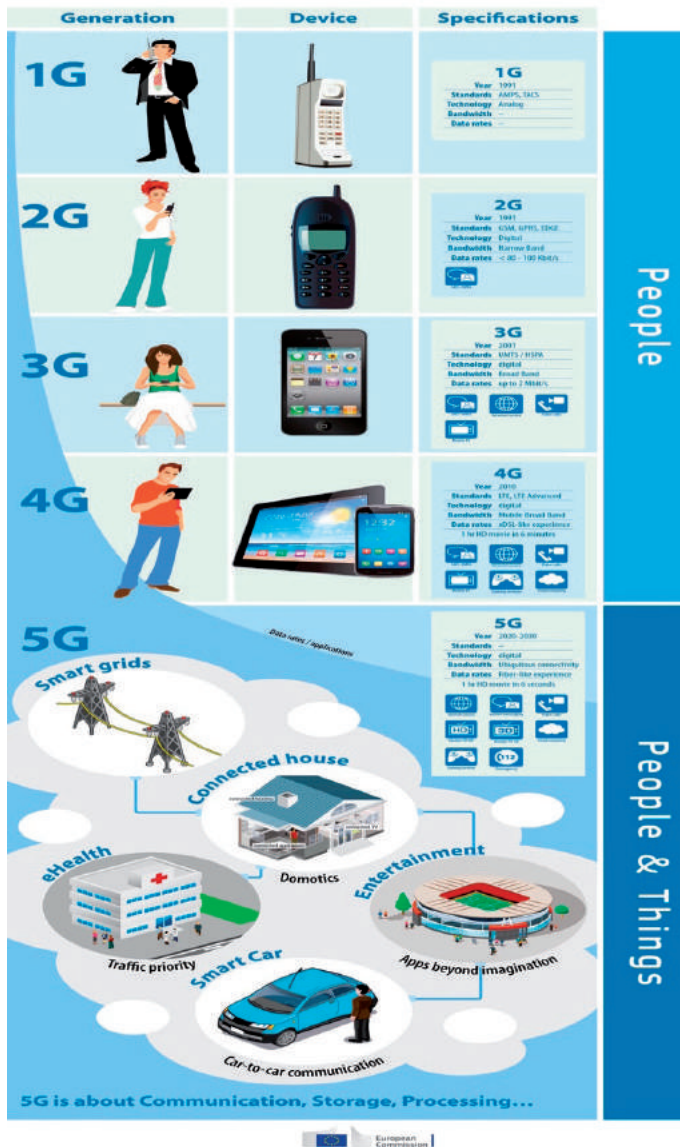 Generation Device Specifications
1G
1G
Year 1991
Standards AMPS, TACS
Technology Analog
Bandwidth –
Data rates –
2G
2G
Year 1991
Standards GSM, GPRS, EDGE
Technology Digital
Bandwidth Narrow Band
Data rates < 80 - 100 Kbit/s
3G
3G
Year 2001
Standards UMTS / HSPA
Technology digital
Bandwidth Broad Band
Data rates up to 2 Mbit/s
4G
4G
Year 2010
Standards LTE, LTE Advanced
Technology digital
Bandwidth Mobile Broad Band
Data rates xDSL-like experience
1 hr HD movie in 6 minutes
People
5G
Data rates / applications
5G
Year 2020-2030
Standards –
Technology digital
Bandwidth Ubiquitous connectivity
Data rates Fiber-like experience
1 hr HD movie in 6 seconds
HD
3D
112
Smart grids
Connected house
Domotics
eHealth
Traffic priority
Entertainment
Apps beyond imagination
Smart Car
Car-to-car communication
People & Things
5G is about Communication, Storage, Processing...
European
Commission